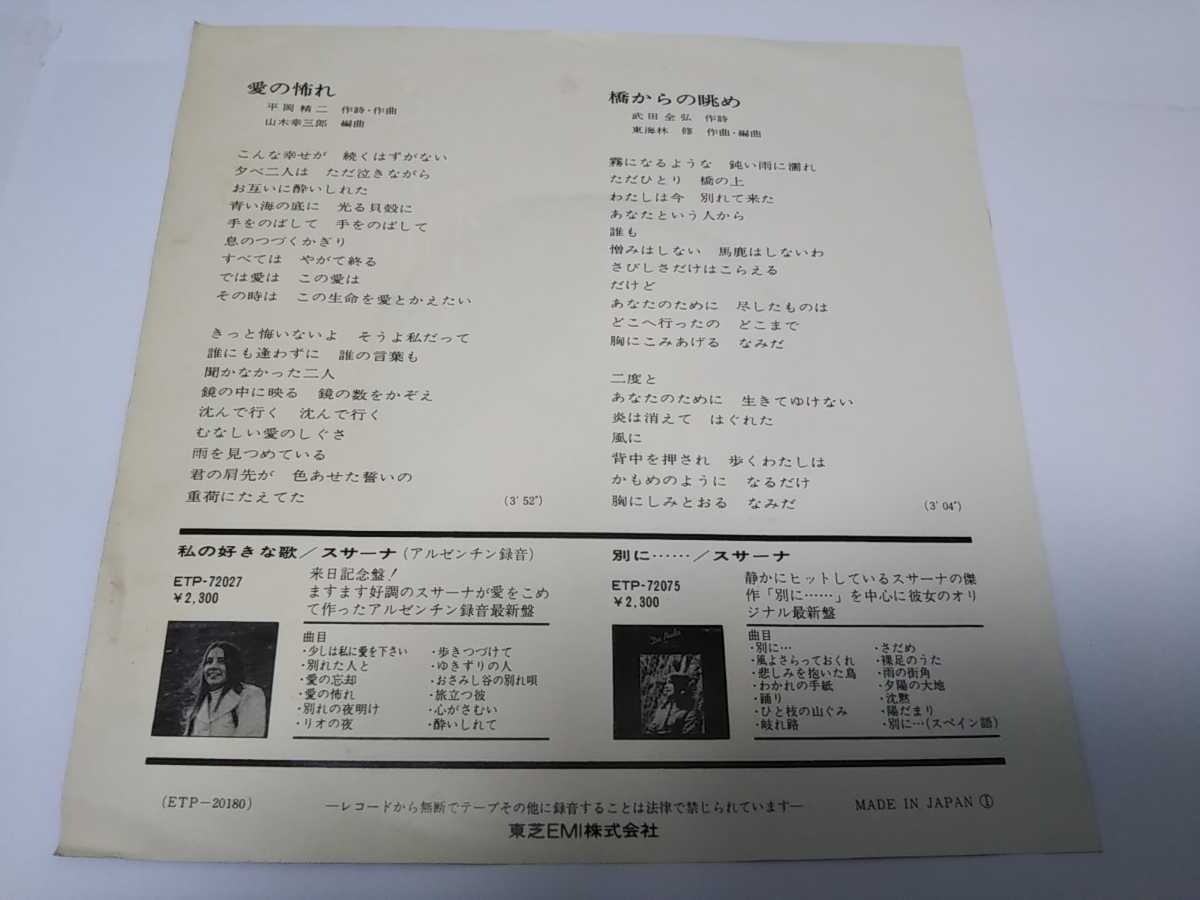 愛の怖れ
平岡精二 作詩・作曲
山木幸三郎 編曲
こんな幸せが 続くはずがない
夕べ二人は ただ泣きながら
お互いに酔いしれた
青い海の底に 光る貝殻に
手をのばして 手をのばして
息のつづくかぎり
すべては やがて終る
では愛は この愛は
その時は この生命を愛とかえたい
きっと悔いないよ そうよ私だって
誰にも逢わずに 誰の言葉も
聞かなかった二人
鏡の中に映る 鏡の数をかぞえ
沈んで行く 沈んで行く
むなしい愛のしぐさ
雨を見つめている
君の肩先が 色あせた誓いの
重荷にたえてた
(3′52″)
橋からの眺め
武田全弘 作詩
東海林 修 作曲・編曲
霧になるような 鈍い雨に濡れ
ただひとり 橋の上
わたしは今 別れて来た
あなたという人から
誰も
憎みはしない 馬鹿はしないわ
さびしさだけはこらえる
だけど
あなたのために 尽したものは
どこへ行ったの どこまで
胸にこみあげる なみだ
二度と
あなたのために 生きてゆけない
炎は消えて はぐれた
風に
背中を押され 歩くわたしは
かもめのように なるだけ
胸にしみとおる なみだ
(3′04″)
私の好きな歌/スサーナ(アルゼンチン録音)
ETP-72027
¥2,300
来日記念盤!
ますます好調のスサーナが愛をこめ
て作ったアルゼンチン録音最新盤
曲目
・少しは私に愛を下さい
・別れた人と
・愛の忘却
・愛の怖れ
・別れの夜明け
・リオの夜
・歩きつづけて
・ゆきずりの人
・おさみし谷の別れ唄
・旅立つ彼
・心がさむい
・酔いしれて
別に……/スサーナ
ETP-72075
¥2,300
静かにヒットしているスサーナの傑
作「別に……」を中心に彼女のオリ
ジナル最新盤
曲目
・別に…
・風よさらっておくれ
・悲しみを抱いた鳥
・わかれの手紙
・踊り
・ひと枝の山ぐみ
・岐れ路
・さだめ
・裸足のうた
・雨の街角
・夕陽の大地
・沈黙
・陽だまり
・別に…(スペイン語)
(ETP-20180)
―レコードから無断でテープその他に録音することは法律で禁じられています―
MADE IN JAPAN ①
東芝EMI株式会社